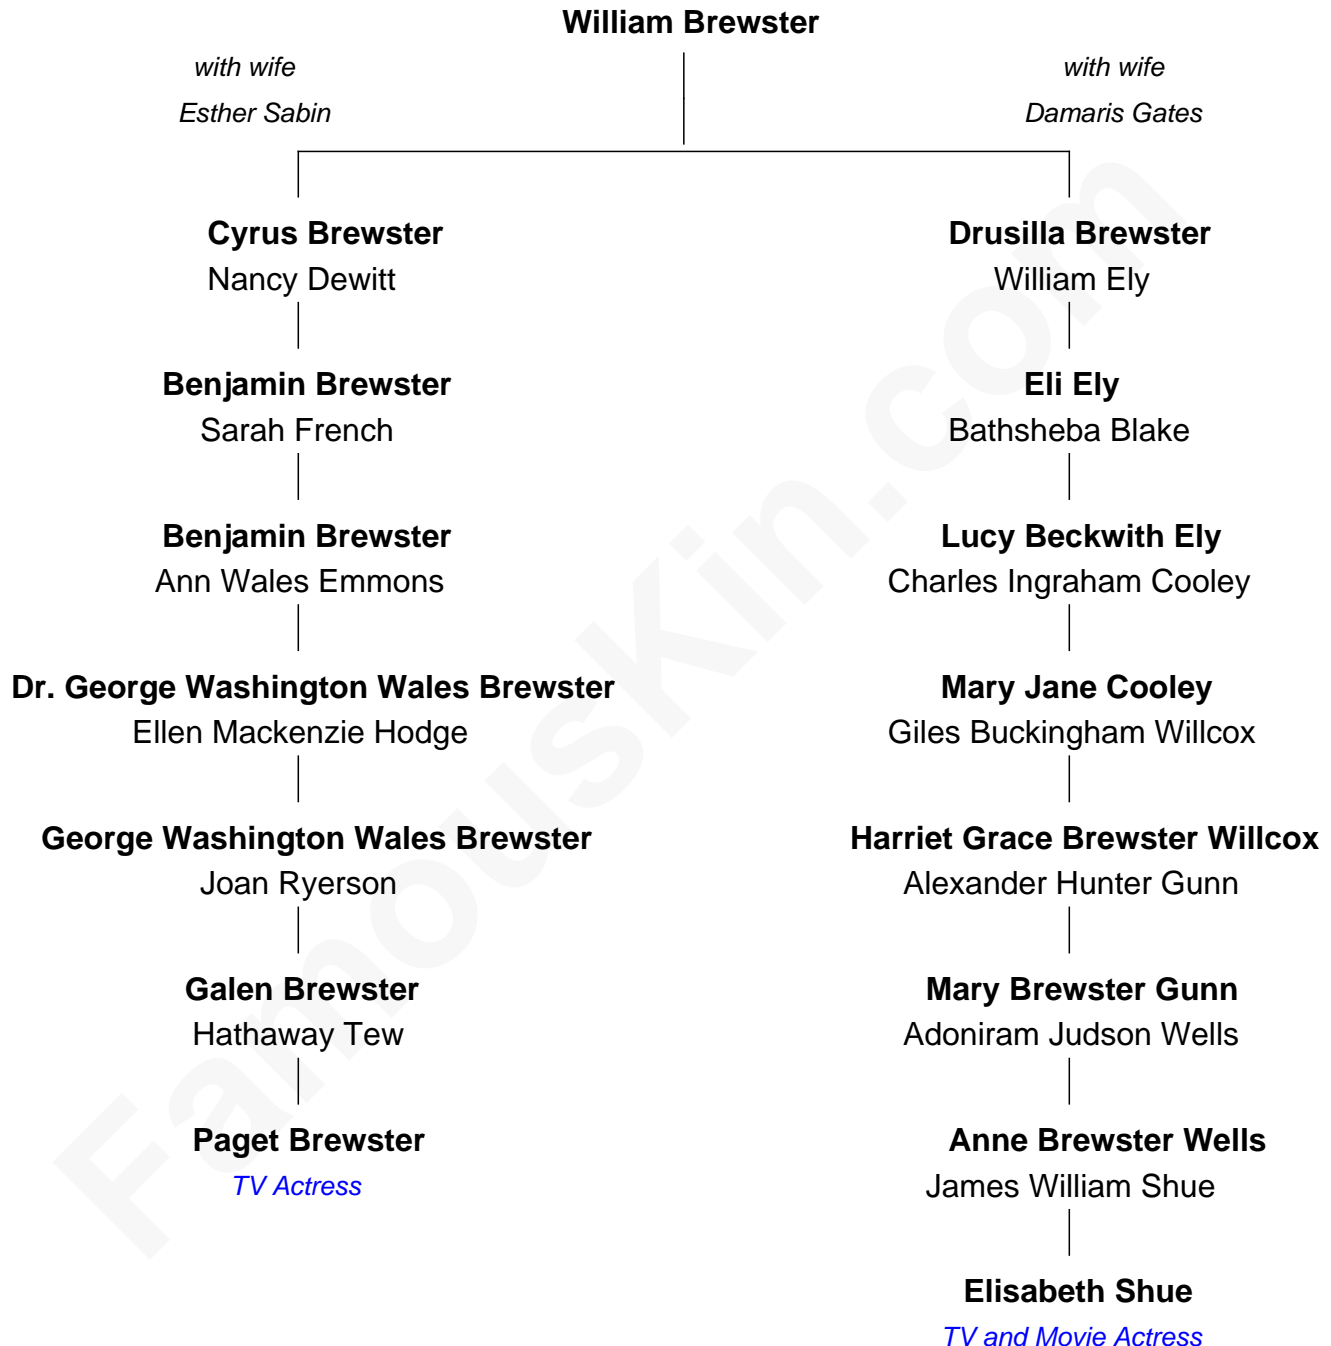 William Brewster
with wife
Esther Sabin
with wife
Damaris Gates
Cyrus Brewster
Nancy Dewitt
Drusilla Brewster
William Ely
Benjamin Brewster
Sarah French
Eli Ely
Bathsheba Blake
Benjamin Brewster
Ann Wales Emmons
Lucy Beckwith Ely
Charles Ingraham Cooley
Dr. George Washington Wales Brewster
Ellen Mackenzie Hodge
Mary Jane Cooley
Giles Buckingham Willcox
George Washington Wales Brewster
Joan Ryerson
Harriet Grace Brewster Willcox
Alexander Hunter Gunn
Galen Brewster
Hathaway Tew
Mary Brewster Gunn
Adoniram Judson Wells
Paget Brewster
TV Actress
Anne Brewster Wells
James William Shue
Elisabeth Shue
TV and Movie Actress
FamousKin.com